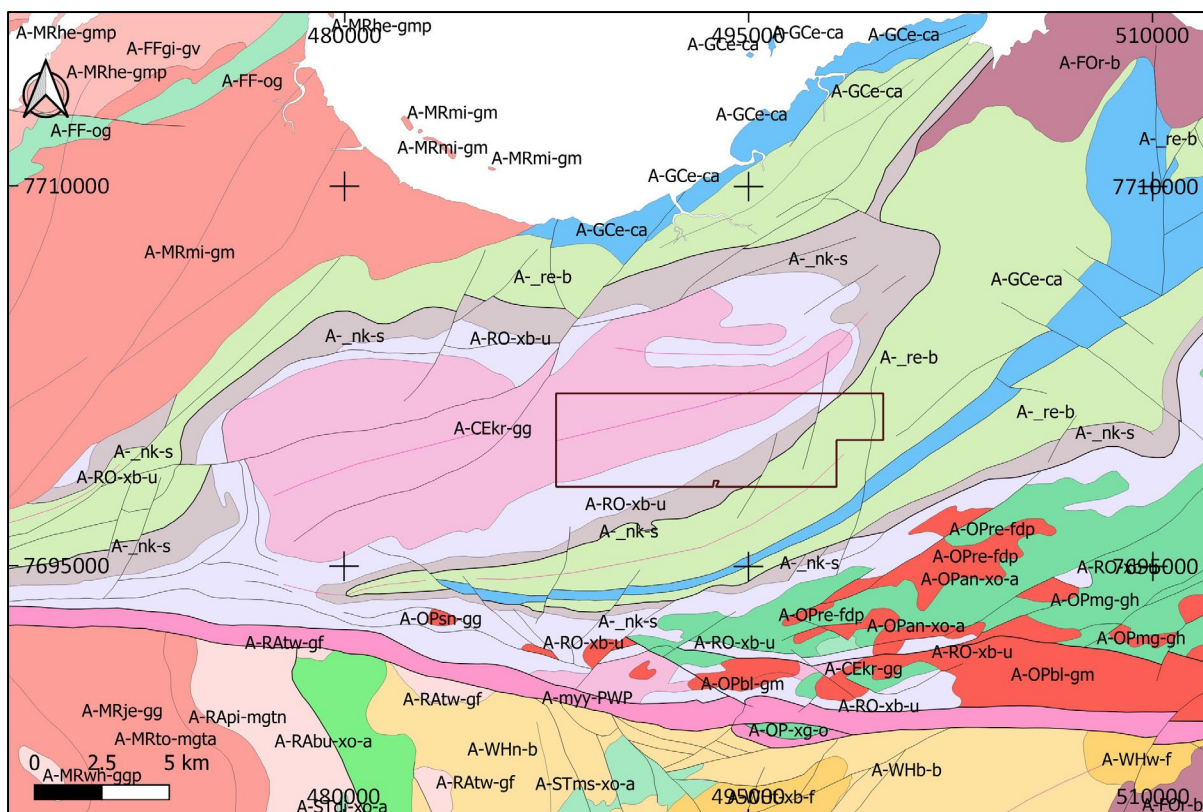 A-MRhe-gmp
480000
A-MRhe-gmp
A-FFgi-gv
A-MRhe-gmp
A-FF-og
A-FF-og
495000
A-GCe-ca
A-GCe-ca
A-GCe-ca
510000
A-FOr-b
A-GCe-ca
A-GCe-ca
A-MRmi-gm
A-MRmi-gm
A-MRmi-gm
A-_re-b
A-GCe-ca
7710000
7710000
A-GCe-ca
A-MRmi-gm
A-_re-b
A-_nk-s
A-GCe-ca
A-_nk-s
A-RO-xb-u
A-_re-b
A-CEkr-gg
A-_re-b
A-_nk-s
A-_nk-s
A-RO-xb-u
A-RO-xb-u
A-_nk-s
A-_nk-s
A-OPre-fdp
A-OPre-fdp
7695000
A-_nk-s
7695000
A-OPan-xo-a
A-OPre-fdp
A-OPmg-gh
A-OPsn-gg
A-_nk-s
A-OPan-xo-a
A-RAtw-gf
A-RO-xb-u
A-RO-xb-u
A-RO-xb-u
A-OPmg-gh
A-CEkr-gg
A-OPbl-gm
A-RAtw-gf
A-myy-PWP
A-OPbl-gm
A-RO-xb-u
A-MRje-gg
A-RApi-mgtn
A-OP-xg-o
A-MRto-mgta
A-RAbu-xo-a
A-WHn-b
A-WHw-f
A-MRwh-ggp
A-RAtw-gf
A-STms-xo-a
A-WHb-b
0 2.5 5 km
480000
495000
510000
A-FOr-b